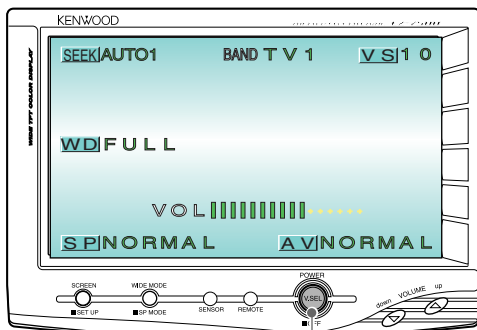 KENWOOD
WIDE TFT COLOR DISPLAY
SEEK AUTO1 BAND TV1 VS 10
WD FULL
VOL
SP NORMAL AV NORMAL
POWER
SCREEN WIDE MODE V.SEL down VOLUME up
■SET UP ■SP MODE SENSOR REMOTE